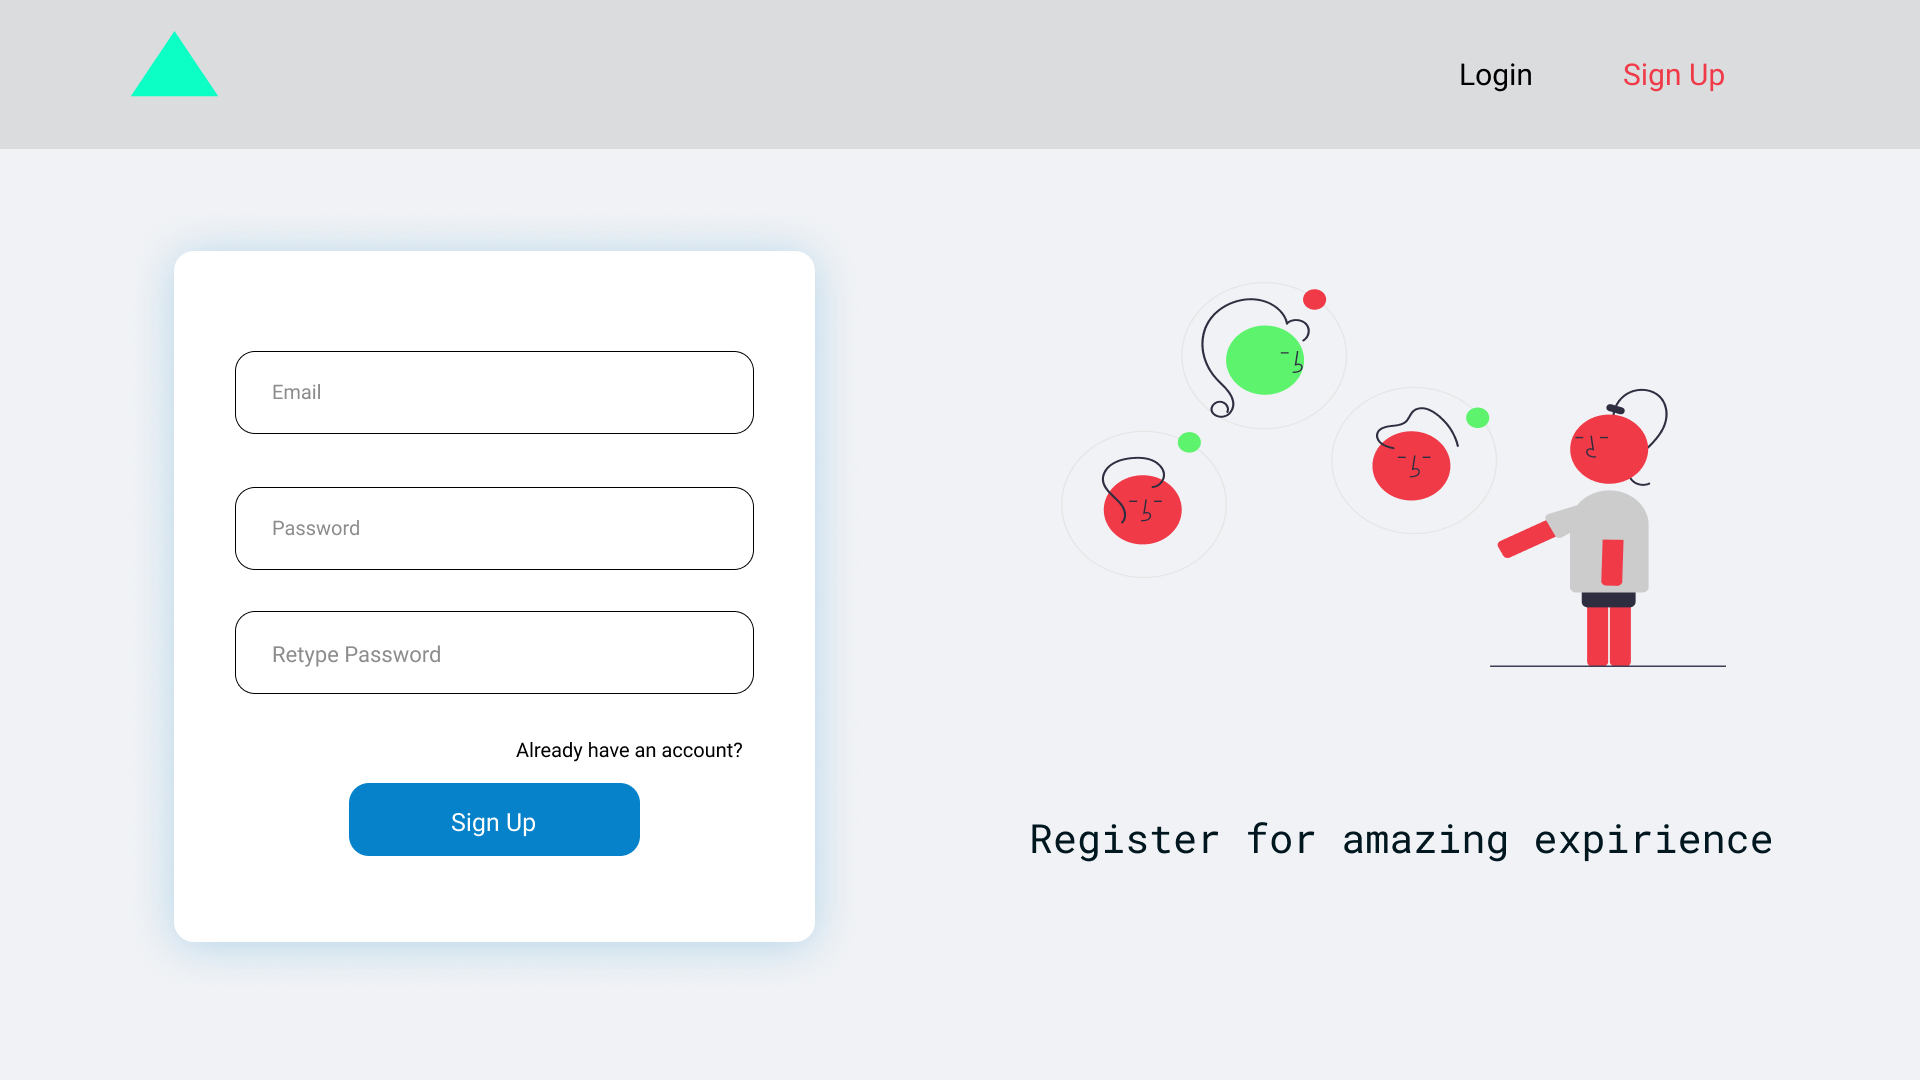 Login
Sign Up
Email
Password
Retype Password
Already have an account?
Sign Up
Register for amazing expirience